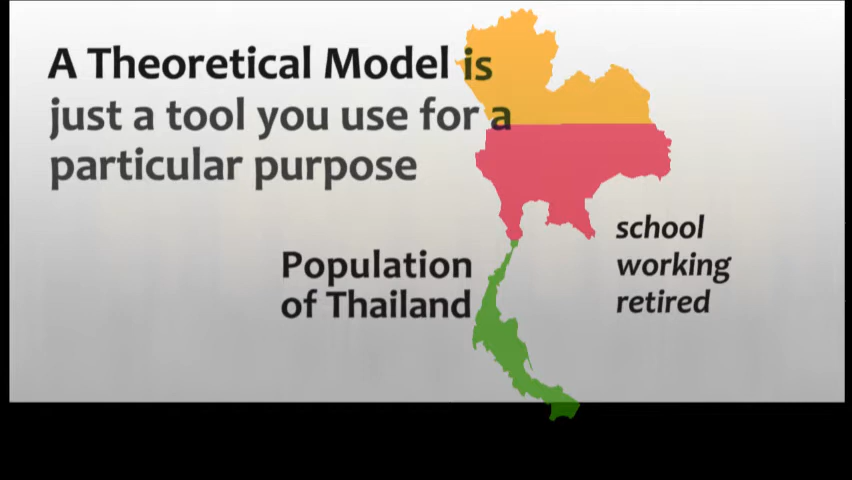 A Theoretical Model is
just a tool you use for a
particular purpose
Population
of Thailand
school
working
retired